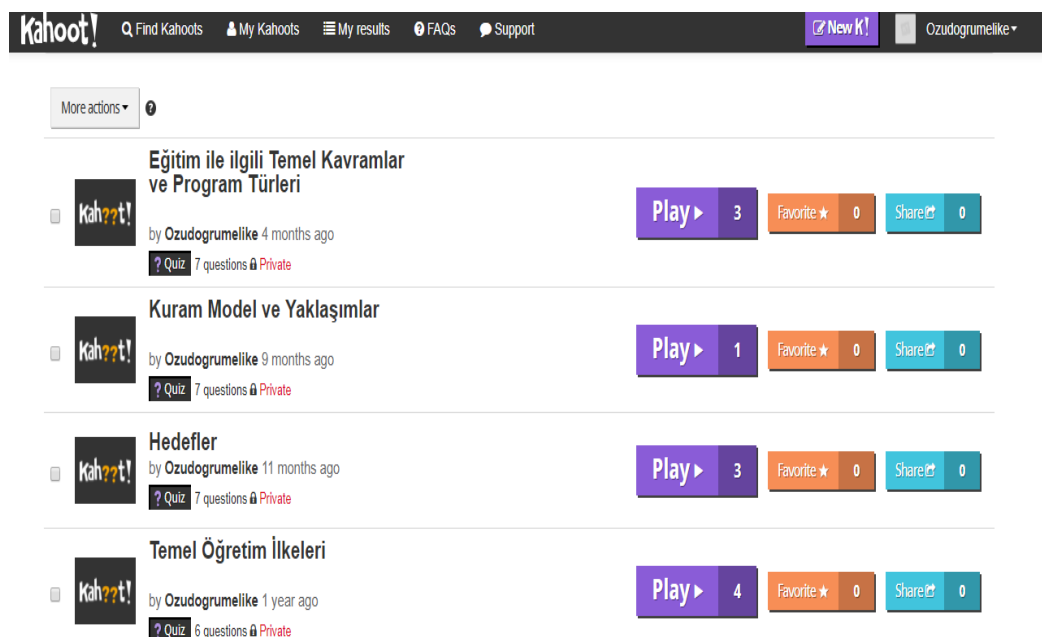 Kahoot! Find Kahoots My Kahoots My results FAQs Support New K! Ozudogrumelike
More actions
Eğitim ile ilgili Temel Kavramlar
ve Program Türleri
Kah??t!
Play 3 Favorite 0 Share 0
by Ozudogrumelike 4 months ago
? Quiz 7 questions Private
Kuram Model ve Yaklaşımlar
Kah??t!
Play 1 Favorite 0 Share 0
by Ozudogrumelike 9 months ago
? Quiz 7 questions Private
Hedefler
Kah??t!
by Ozudogrumelike 11 months ago
Play 3 Favorite 0 Share 0
? Quiz 7 questions Private
Temel Öğretim İlkeleri
Kah??t!
Play 4 Favorite 0 Share 0
by Ozudogrumelike 1 year ago
? Quiz 6 questions Private